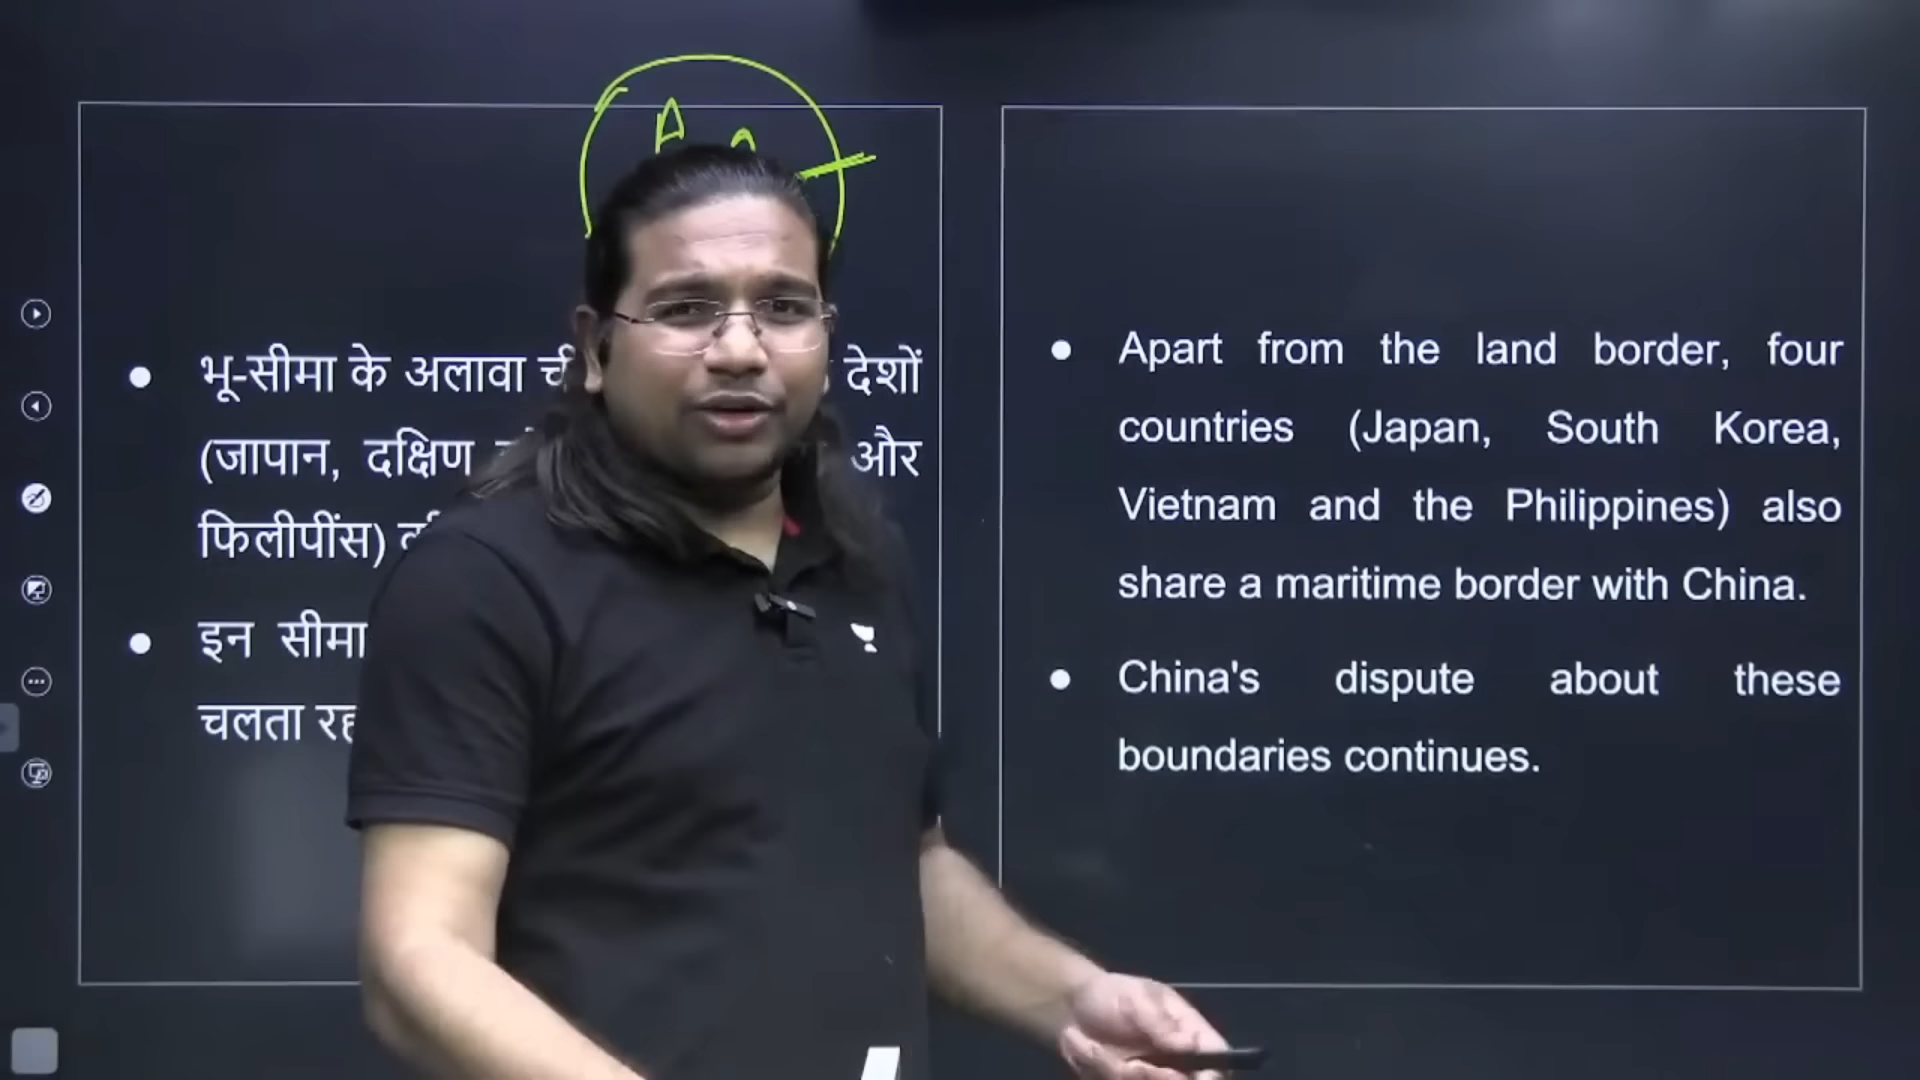 भू-सीमा के अलावा देशों
(जापान, दक्षिण और
फिलीपींस)
इन
चलता
Apart from the land border, four
countries (Japan, South Korea,
Vietnam and the Philippines) also
share a maritime border with China.
China's dispute about these
boundaries continues.